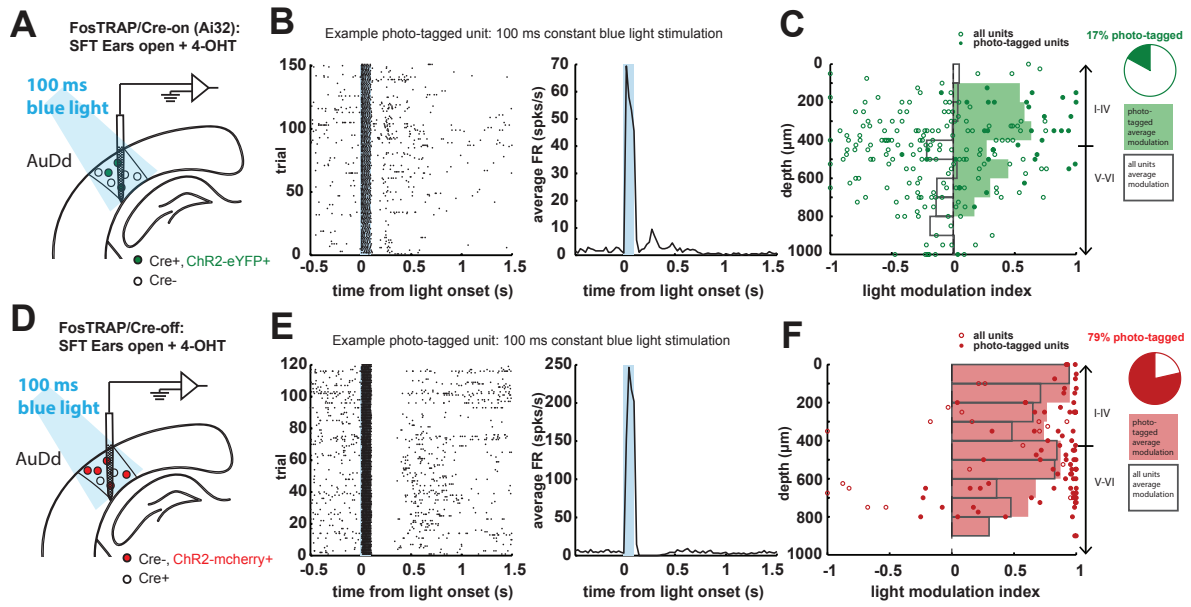 A
FosTRAP/Cre-on (Ai32):
SFT Ears open + 4-OHT
100 ms
blue light
AuDd
Cre+, ChR2-eYFP+
Cre-
B
Example photo-tagged unit: 100 ms constant blue light stimulation
150
100
50
0
trial
-0.5
0
0.5
1
1.5
time from light onset (s)
70
60
50
40
30
20
10
0
average FR (spks/s)
-0.5
0
0.5
1
1.5
time from light onset (s)
C
all units
photo-tagged units
17% photo-tagged
0
200
400
600
800
1000
depth (µm)
-1
-0.5
0
0.5
1
light modulation index
I-IV
V-VI
photo-
tagged
average
modulation
all units
average
modulation
D
FosTRAP/Cre-off:
SFT Ears open + 4-OHT
100 ms
blue light
AuDd
Cre-, ChR2-mcherry+
Cre+
E
Example photo-tagged unit: 100 ms constant blue light stimulation
120
100
80
60
40
20
0
trial
-0.5
0
0.5
1
1.5
time from light onset (s)
250
200
150
100
50
0
average FR (spks/s)
-0.5
0
0.5
1
1.5
time from light onset (s)
F
all units
photo-tagged units
79% photo-tagged
0
200
400
600
800
1000
depth (µm)
-1
-0.5
0
0.5
1
light modulation index
I-IV
V-VI
photo-tagged
average
modulation
all units
average
modulation